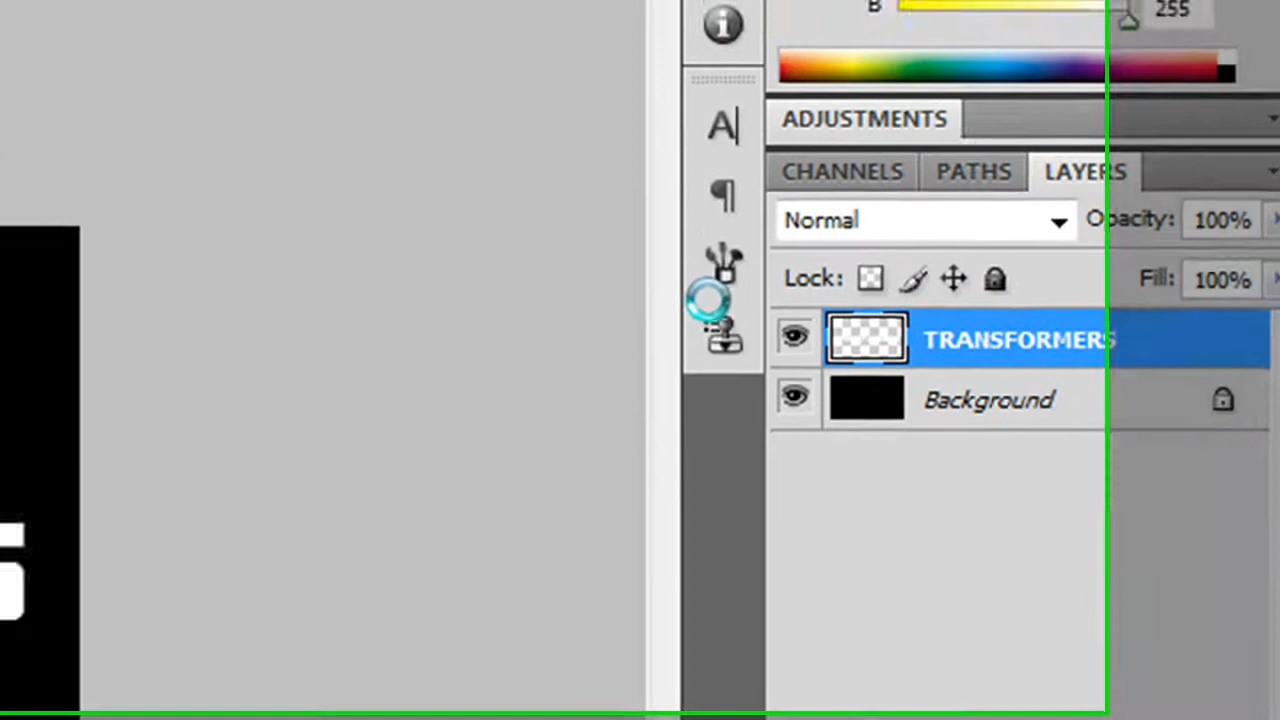 B 255
ADJUSTMENTS
CHANNELS PATHS LAYERS
Normal Opacity: 100%
Lock: Fill: 100%
TRANSFORMERS
Background
S